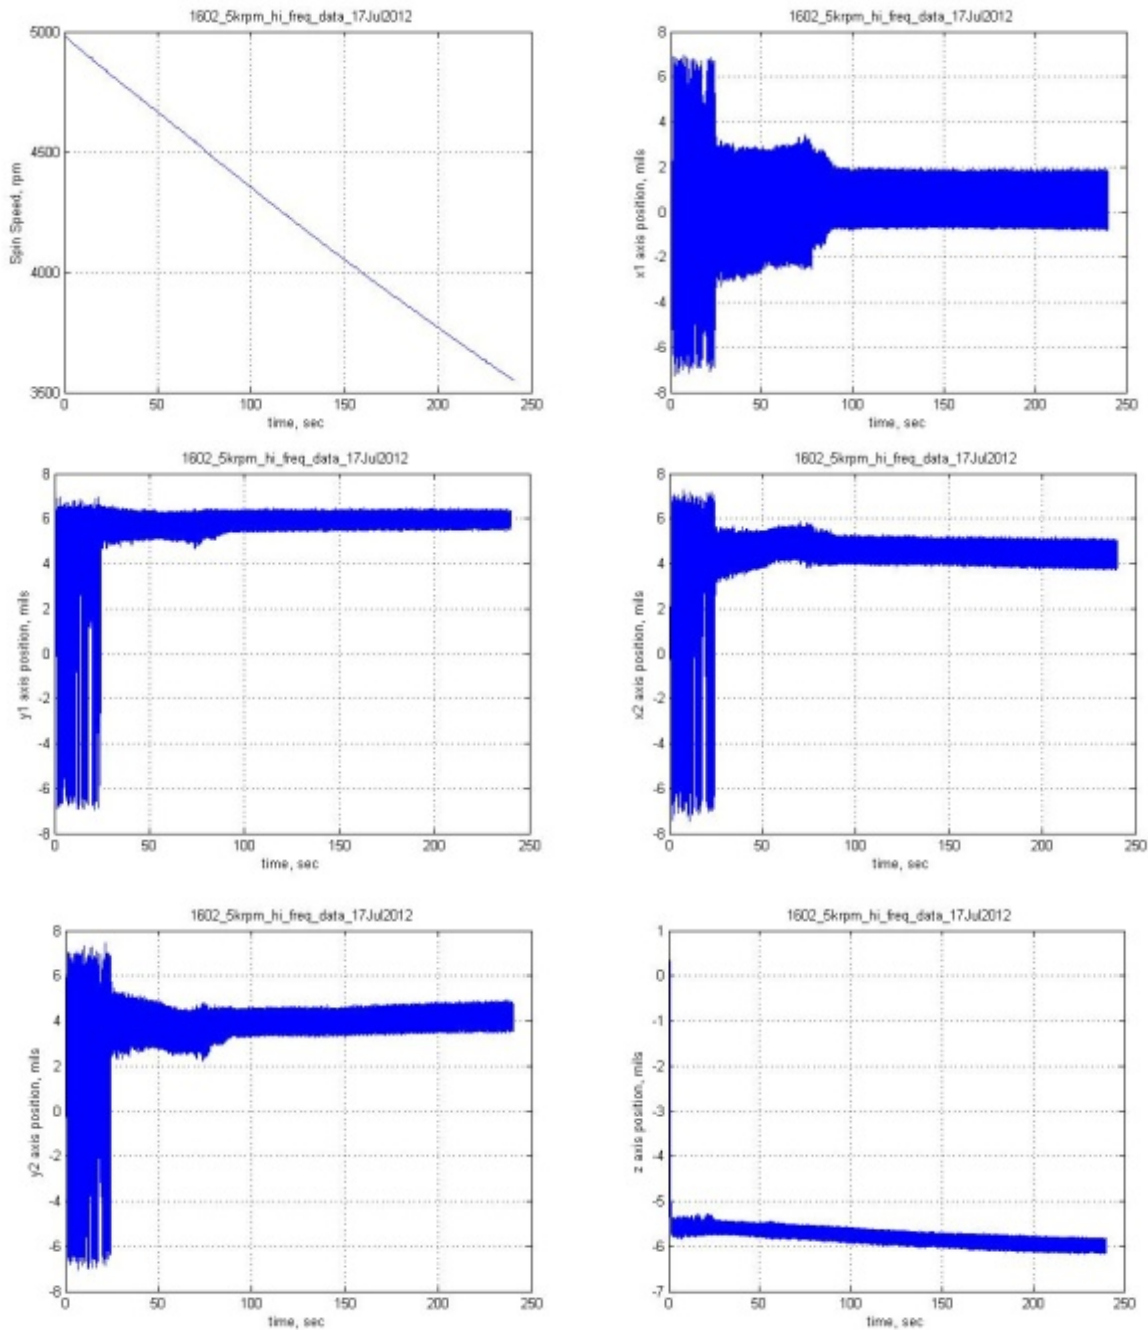 1602_5krpm_hi_freq_data_17Jul2012
5000
4500
4000
3500
Spin Speed, rpm
0 50 100 150 200 250
time, sec
1602_5krpm_hi_freq_data_17Jul2012
8
6
4
2
0
-2
-4
-6
-8
x1 axis position, mils
0 50 100 150 200 250
time, sec
1602_5krpm_hi_freq_data_17Jul2012
8
6
4
2
0
-2
-4
-6
-8
y1 axis position, mils
0 50 100 150 200 250
time, sec
1602_5krpm_hi_freq_data_17Jul2012
8
6
4
2
0
-2
-4
-6
-8
x2 axis position, mils
0 50 100 150 200 250
time, sec
1602_5krpm_hi_freq_data_17Jul2012
8
6
4
2
0
-2
-4
-6
-8
y2 axis position, mils
0 50 100 150 200 250
time, sec
1602_5krpm_hi_freq_data_17Jul2012
1
0
-1
-2
-3
-4
-5
-6
-7
z axis position, mils
0 50 100 150 200 250
time, sec